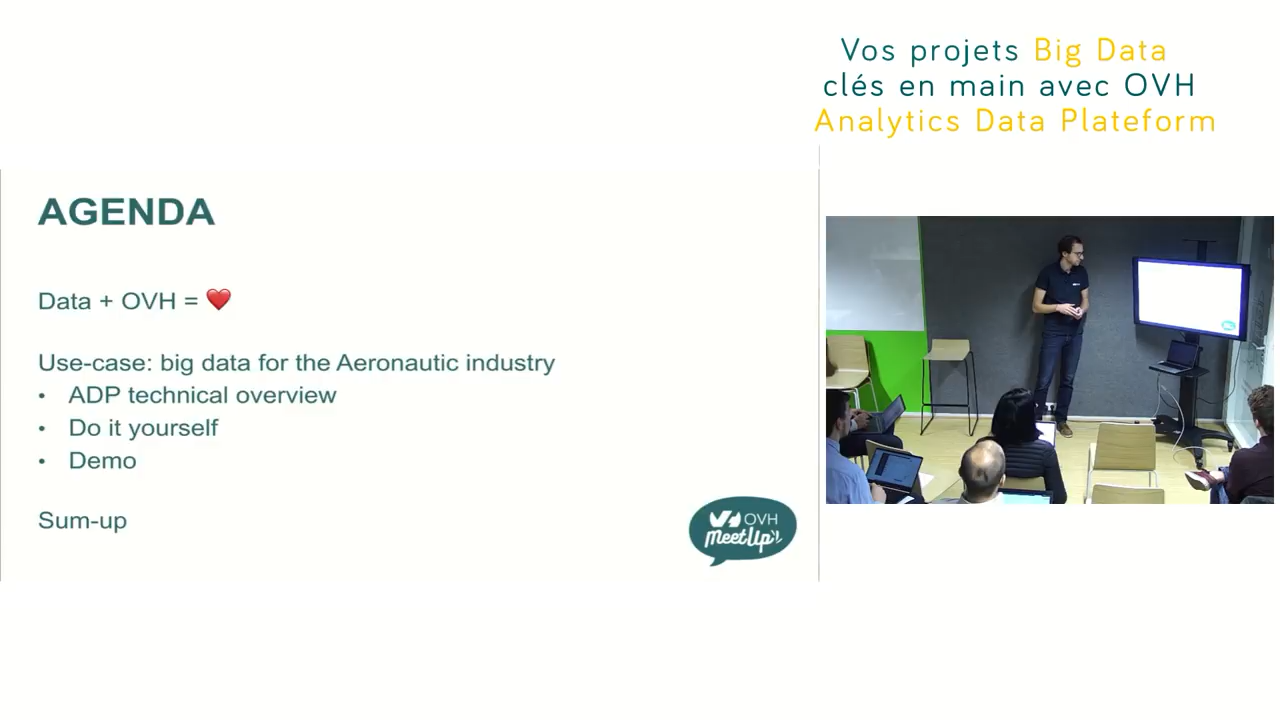 Vos projets Big Data
clés en main avec OVH
Analytics Data Plateform
AGENDA
Data + OVH = ❤️
Use-case: big data for the Aeronautic industry
• ADP technical overview
• Do it yourself
• Demo
Sum-up
OVH
MeetUp